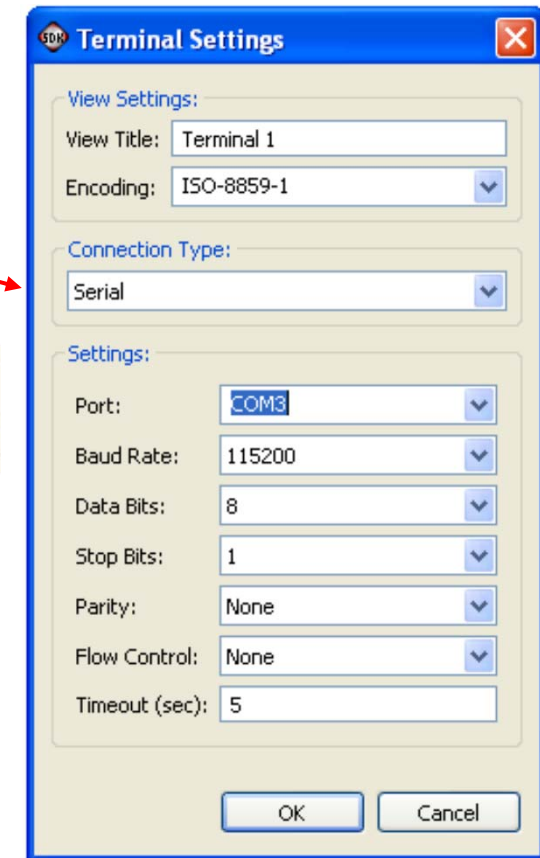 SDK Terminal Settings
View Settings:
View Title: Terminal 1
Encoding: ISO-8859-1
Connection Type:
Serial
Settings:
Port: COM3
Baud Rate: 115200
Data Bits: 8
Stop Bits: 1
Parity: None
Flow Control: None
Timeout (sec): 5
OK Cancel